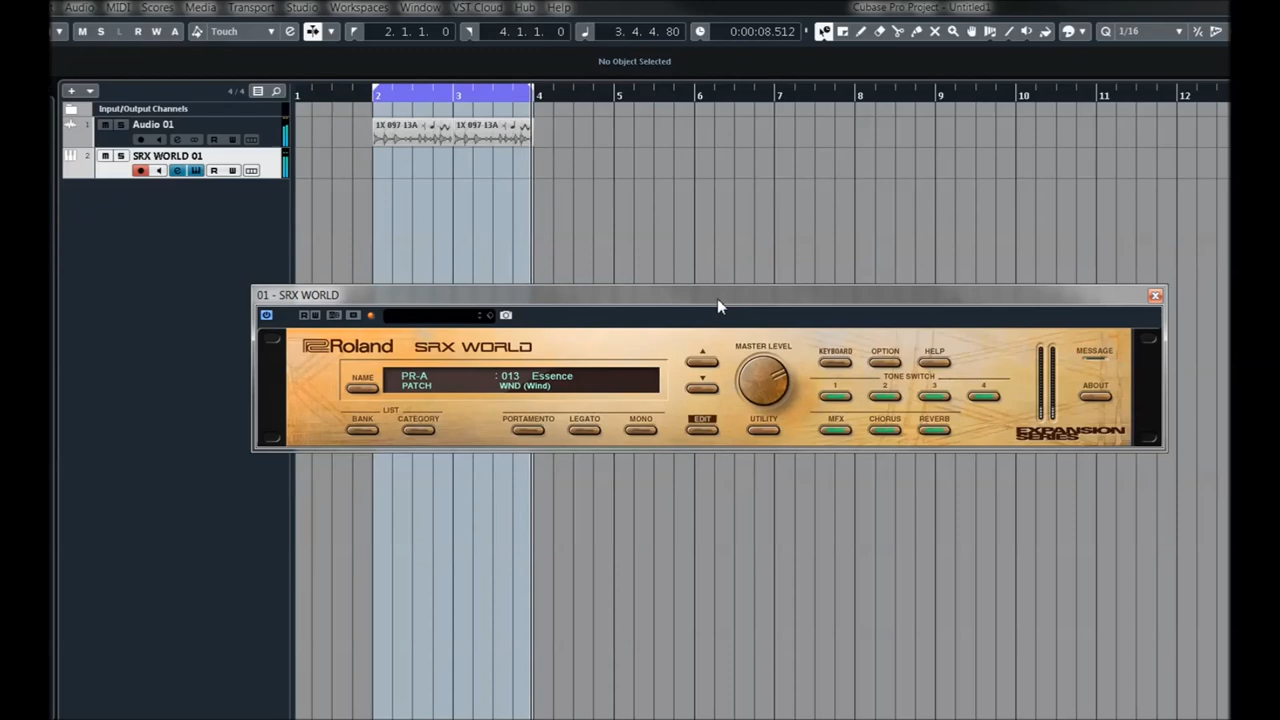 Audio MIDI Scores Media Transport Studio Workspaces Window VST Cloud Hub Help Cubase Pro Project - Untitled1
M S L R W A Touch 2. 1. 1. 0 4. 1. 1. 0 3. 4. 4. 80 0:00:08.512 Q 1/16
No Object Selected
4/4 1 2 3 4 5 6 7 8 9 10 11 12
Input/Output Channels
1 m S Audio 01 1X 097 13A 1X 097 13A
R W
2 m S SRX WORLD 01
R W
01 - SRX WORLD
R W
Roland SRX WORLD MASTER LEVEL KEYBOARD OPTION HELP MESSAGE
NAME PR-A : 013 Essence
PATCH WND (Wind)
TONE SWITCH
1 2 3 4 ABOUT
LIST
BANK CATEGORY PORTAMENTO LEGATO MONO EDIT UTILITY MFX CHORUS REVERB
EXPANSION
SERIES